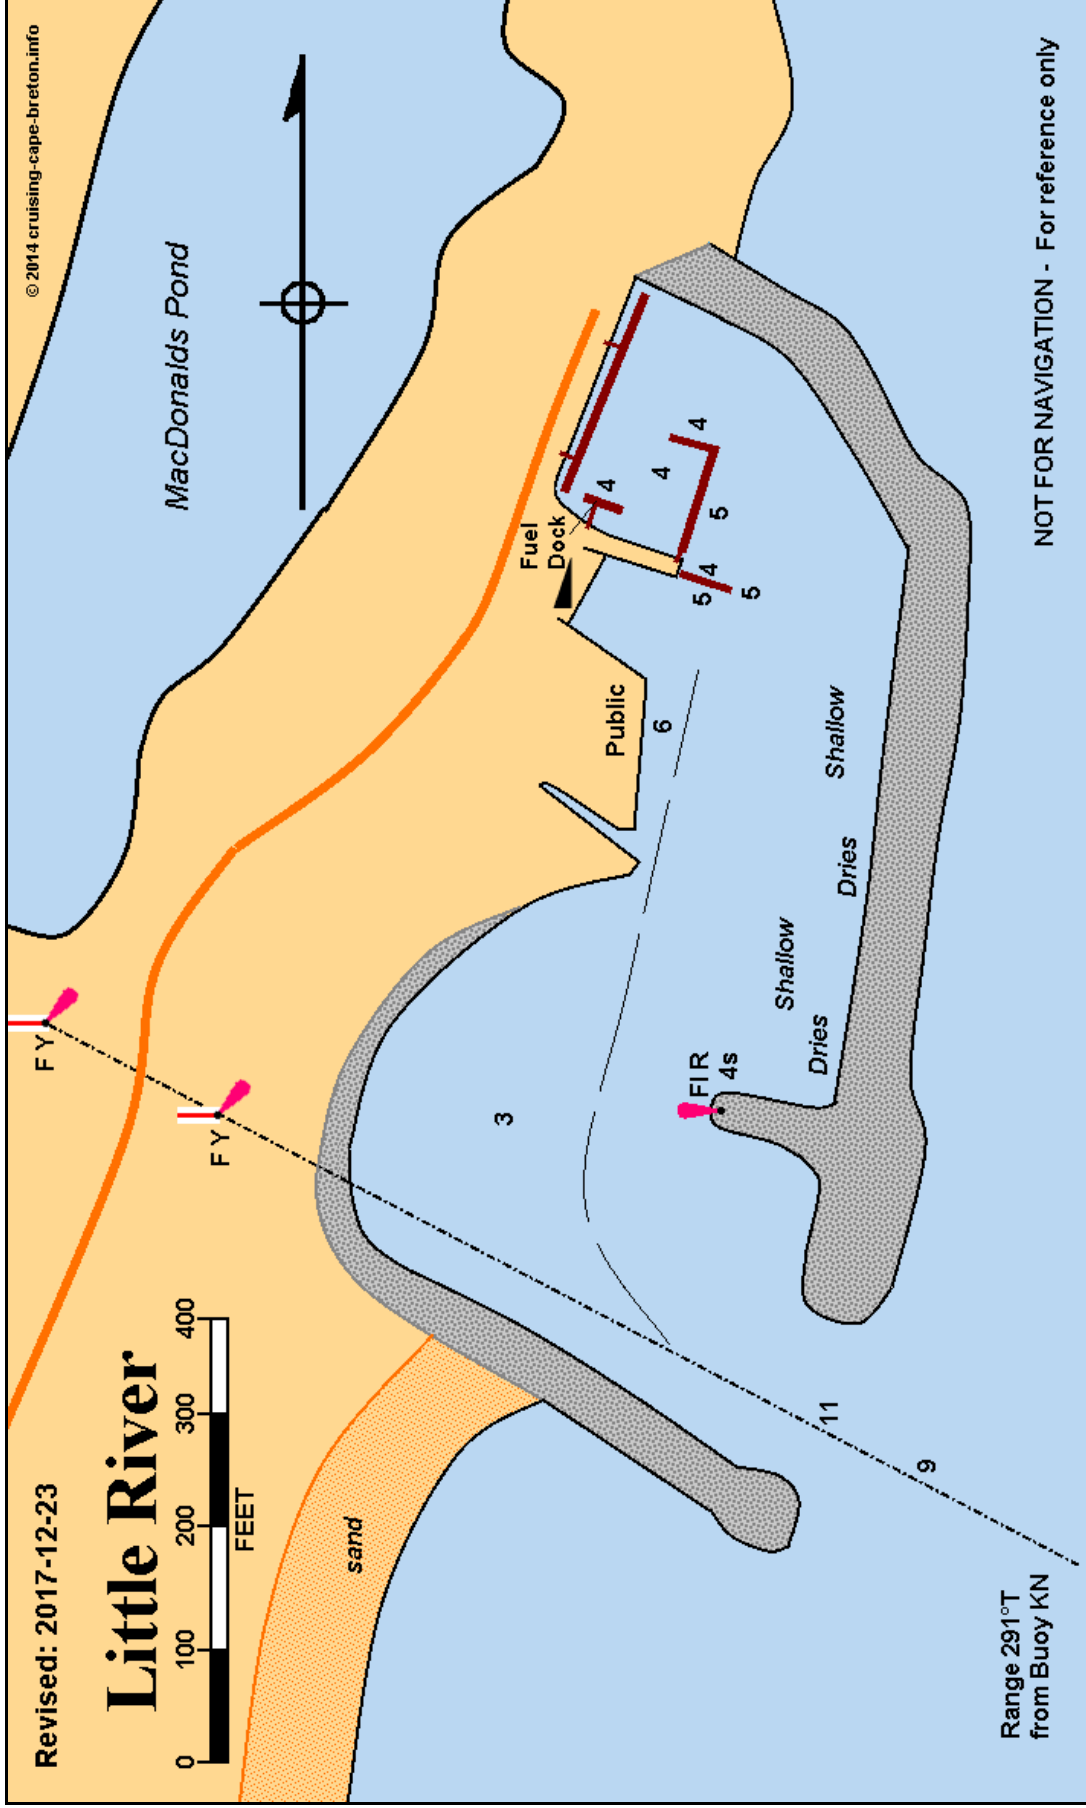 © 2014 cruising-cape-breton.info
Revised: 2017-12-23
Little River
0 100 200 300 400
FEET
MacDonalds Pond
F Y
F Y
sand
Fuel
Dock
Public
4
4
4
5
4
5
5
6
3
Fl R
4s
Shallow
Dries
Shallow
Dries
11
9
Range 291°T
from Buoy KN
NOT FOR NAVIGATION - For reference only